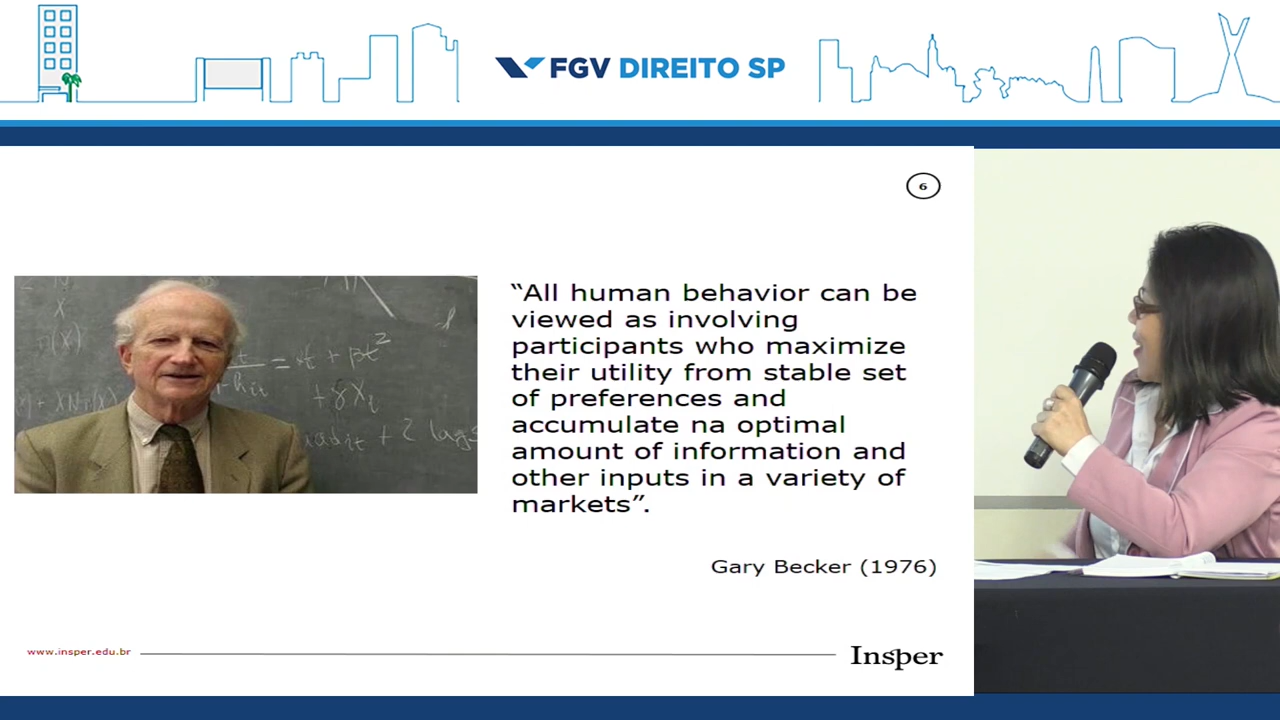 FGV DIREITO SP
6
“All human behavior can be
viewed as involving
participants who maximize
their utility from stable set
of preferences and
accumulate na optimal
amount of information and
other inputs in a variety of
markets”.
Gary Becker (1976)
www.insper.edu.br
Insper